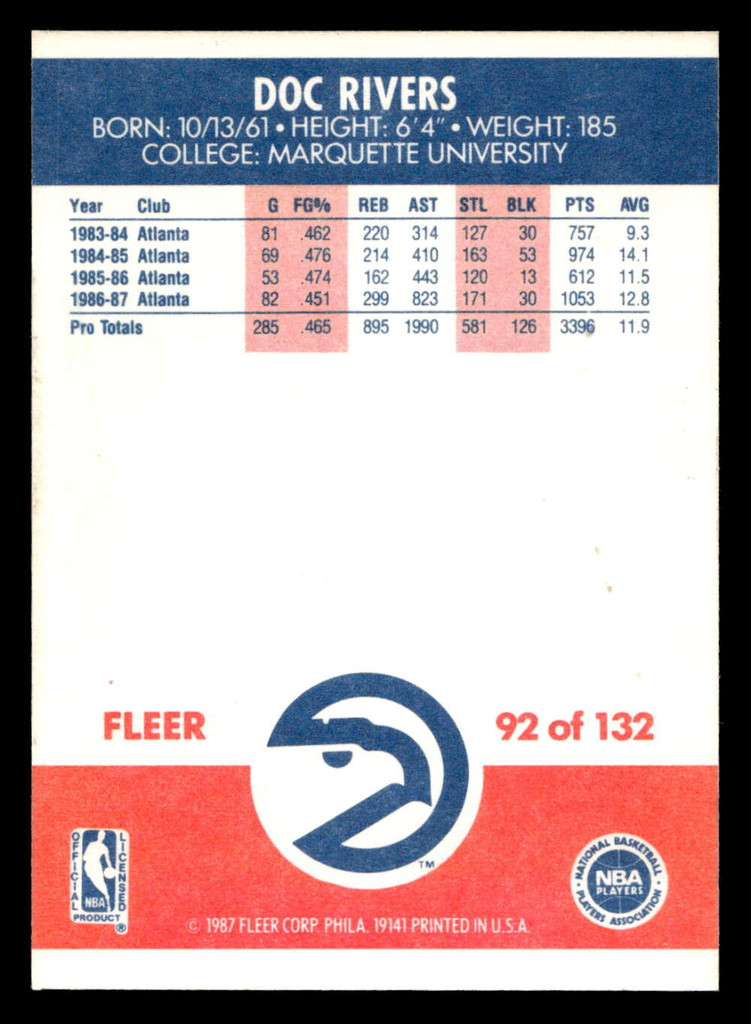 DOC RIVERS
BORN: 10/13/61 • HEIGHT: 6'4" • WEIGHT: 185
COLLEGE: MARQUETTE UNIVERSITY
Year Club G FG% REB AST STL BLK PTS AVG
1983-84 Atlanta 81 .462 220 314 127 30 757 9.3
1984-85 Atlanta 69 .476 214 410 163 53 974 14.1
1985-86 Atlanta 53 .474 162 443 120 13 612 11.5
1986-87 Atlanta 82 .451 299 823 171 30 1053 12.8
Pro Totals 285 .465 895 1990 581 126 3396 11.9
FLEER 92 of 132
TM
OFFICIAL LICENSED
NBA
PRODUCT ®
• NATIONAL BASKETBALL •
NBA
PLAYERS
PLAYERS ASSOCIATION
© 1987 FLEER CORP. PHILA. 19141 PRINTED IN U.S.A.